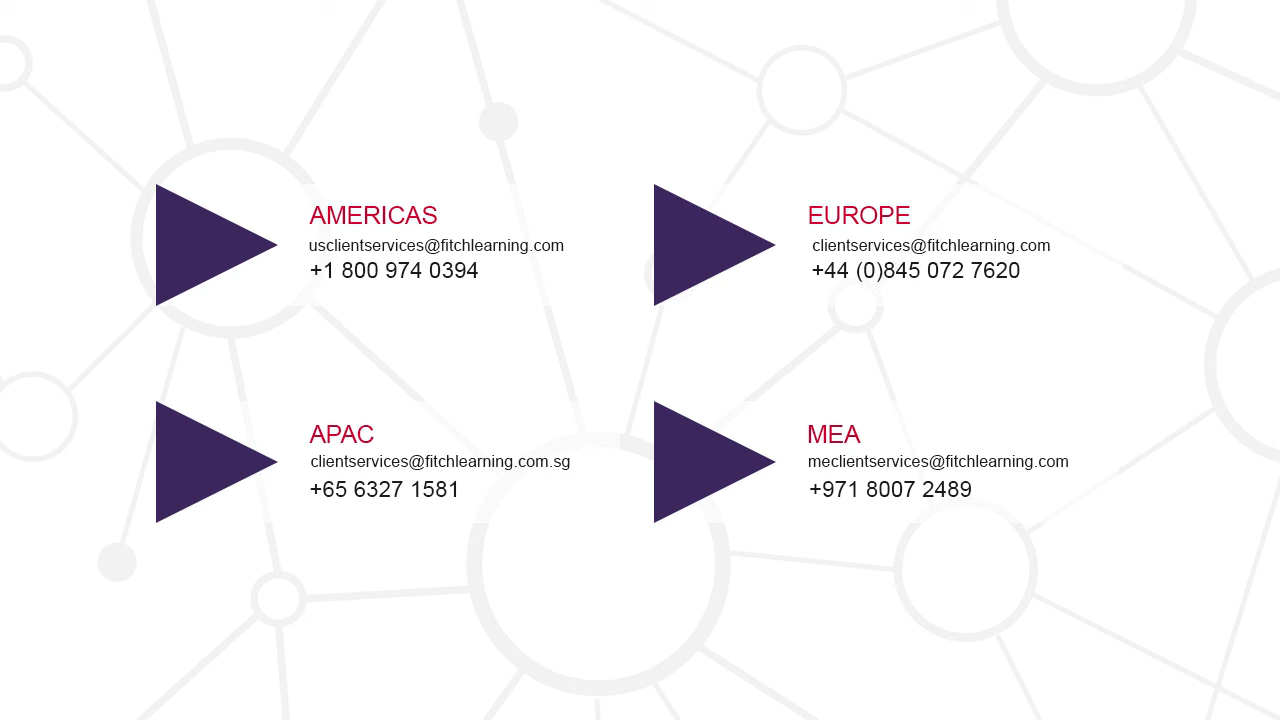 AMERICAS
usclientservices@fitchlearning.com
+1 800 974 0394
EUROPE
clientservices@fitchlearning.com
+44 (0)845 072 7620
APAC
clientservices@fitchlearning.com.sg
+65 6327 1581
MEA
meclientservices@fitchlearning.com
+971 8007 2489